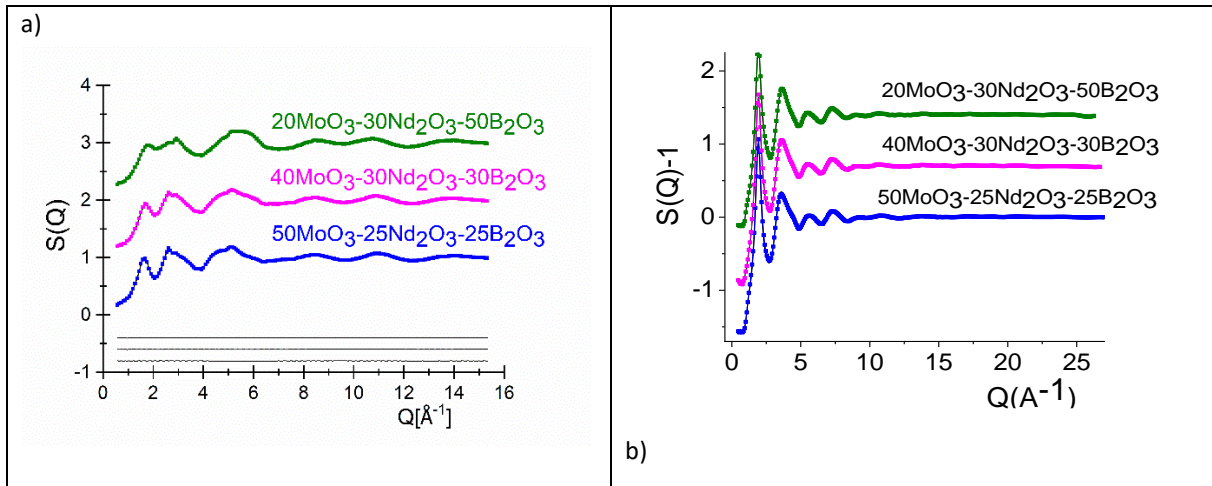 a)
4
3
2
1
0
-1
S(Q)
20MoO3-30Nd2O3-50B2O3
40MoO3-30Nd2O3-30B2O3
50MoO3-25Nd2O3-25B2O3
0 2 4 6 8 10 12 14 16
Q[Å-1]
2
1
0
-1
S(Q)-1
20MoO3-30Nd2O3-50B2O3
40MoO3-30Nd2O3-30B2O3
50MoO3-25Nd2O3-25B2O3
0 5 10 15 20 25
Q(A-1)
b)